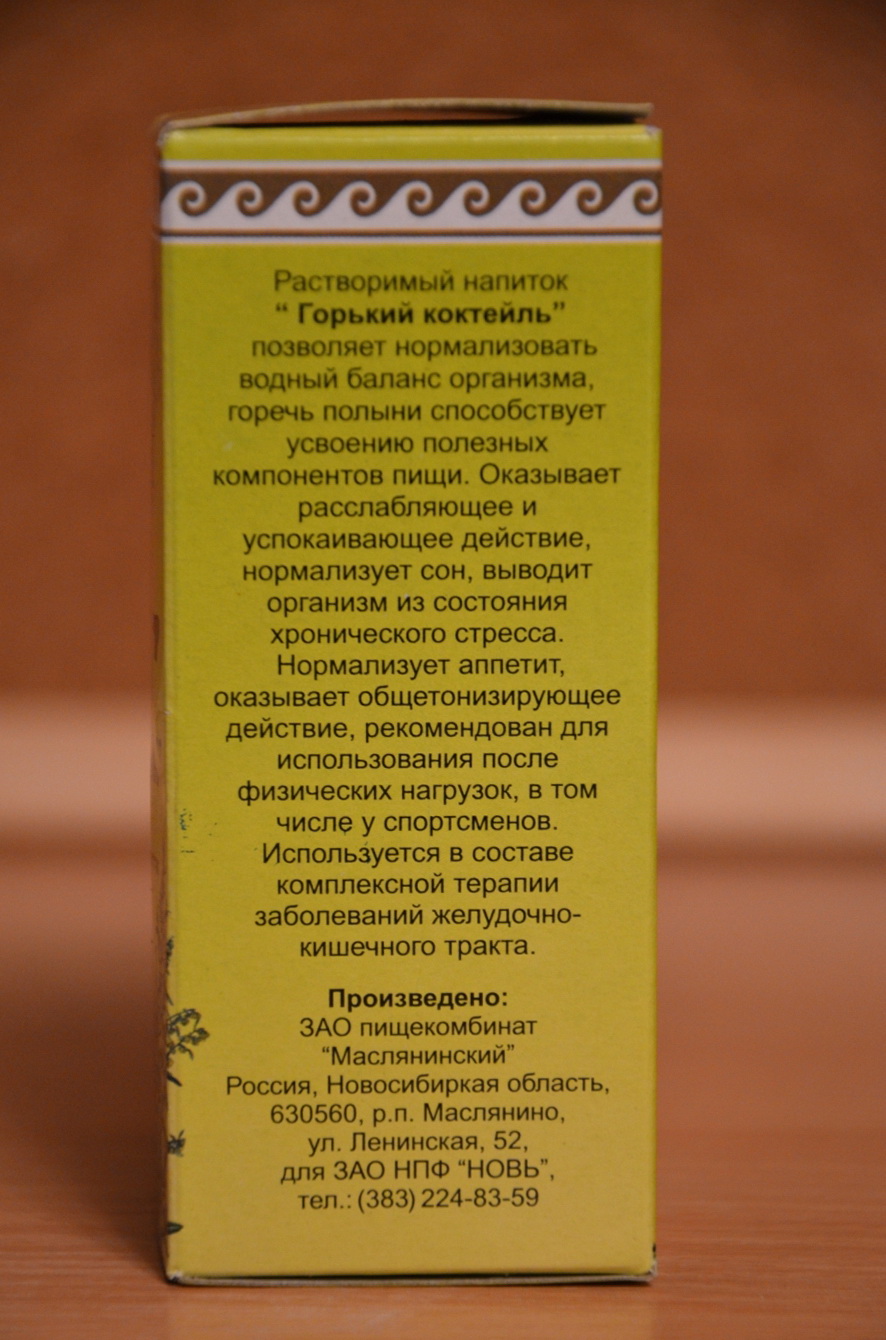 Растворимый напиток
“ Горький коктейль”
позволяет нормализовать
водный баланс организма,
горечь полыни способствует
усвоению полезных
компонентов пищи. Оказывает
расслабляющее и
успокаивающее действие,
нормализует сон, выводит
организм из состояния
хронического стресса.
Нормализует аппетит,
оказывает общетонизирующее
действие, рекомендован для
использования после
физических нагрузок, в том
числе у спортсменов.
Используется в составе
комплексной терапии
заболеваний желудочно-
кишечного тракта.
Произведено:
ЗАО пищекомбинат
“Маслянинский”
Россия, Новосибиркая область,
630560, р.п. Маслянино,
ул. Ленинская, 52,
для ЗАО НПФ “НОВЬ”,
тел.: (383) 224-83-59